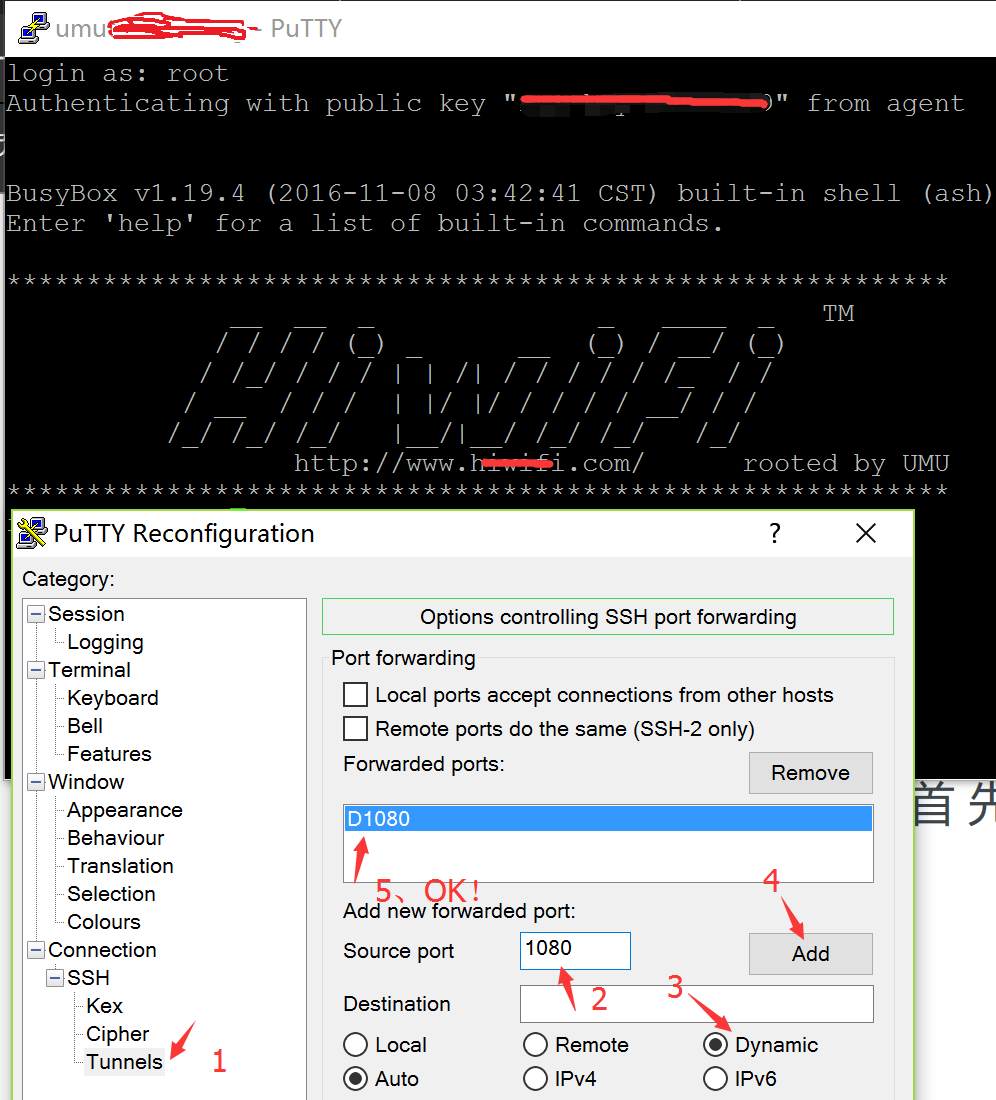 umu - PuTTY
login as: root
Authenticating with public key " " from agent
BusyBox v1.19.4 (2016-11-08 03:42:41 CST) built-in shell (ash)
Enter 'help' for a list of built-in commands.
***********************************************************
TM
HiwiFi
http://www.hiwifi.com/ rooted by UMU
***********************************************************
PuTTY Reconfiguration ?
Category:
Session
Logging
Terminal
Keyboard
Bell
Features
Window
Appearance
Behaviour
Translation
Selection
Colours
Connection
SSH
Kex
Cipher
Tunnels
1
Options controlling SSH port forwarding
Port forwarding
Local ports accept connections from other hosts
Remote ports do the same (SSH-2 only)
Forwarded ports:
Remove
D1080
5、OK!
4
Add new forwarded port:
Source port
1080
Add
2
3
Destination
Local
Remote
Dynamic
Auto
IPv4
IPv6
首先